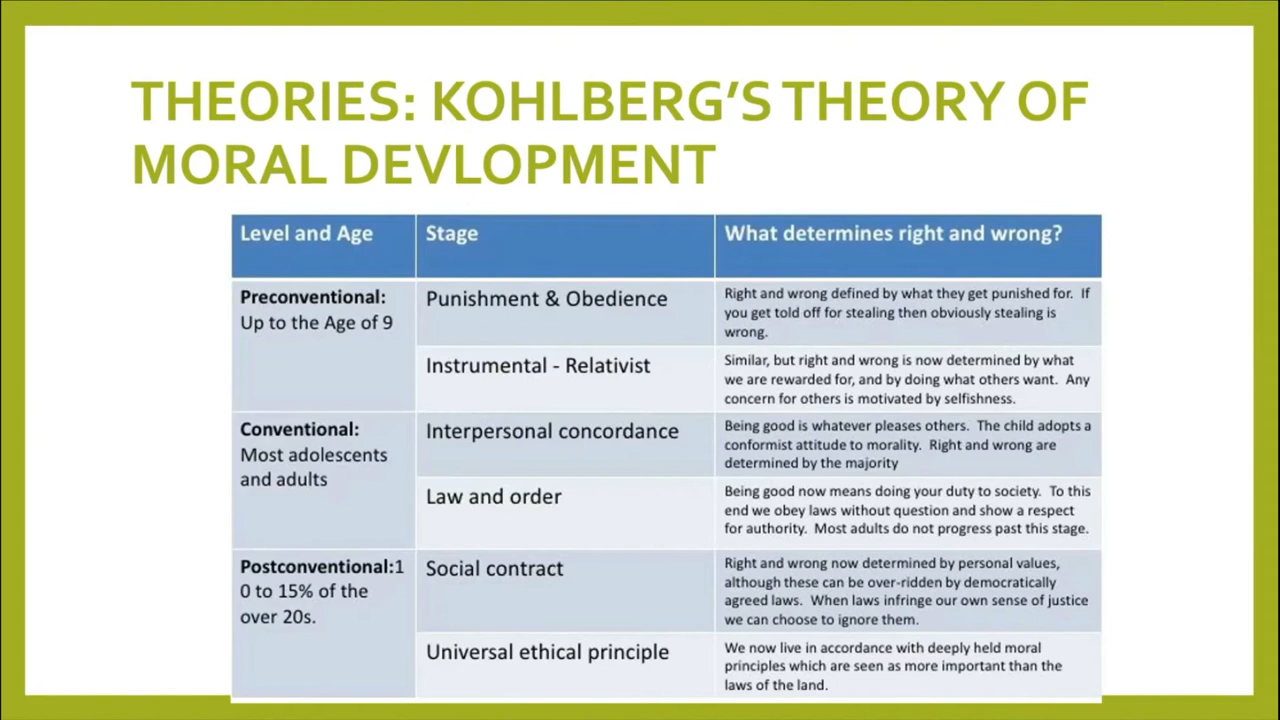 THEORIES: KOHLBERG'S THEORY OF
MORAL DEVLOPMENT
Level and Age
Stage
What determines right and wrong?
Preconventional:
Up to the Age of 9
Punishment & Obedience
Right and wrong defined by what they get punished for. If
you get told off for stealing then obviously stealing is
wrong.
Instrumental - Relativist
Similar, but right and wrong is now determined by what
we are rewarded for, and by doing what others want. Any
concern for others is motivated by selfishness.
Conventional:
Most adolescents
and adults
Interpersonal concordance
Being good is whatever pleases others. The child adopts a
conformist attitude to morality. Right and wrong are
determined by the majority
Law and order
Being good now means doing your duty to society. To this
end we obey laws without question and show a respect
for authority. Most adults do not progress past this stage.
Postconventional:1
0 to 15% of the
over 20s.
Social contract
Right and wrong now determined by personal values,
although these can be over-ridden by democratically
agreed laws. When laws infringe our own sense of justice
we can choose to ignore them.
Universal ethical principle
We now live in accordance with deeply held moral
principles which are seen as more important than the
laws of the land.